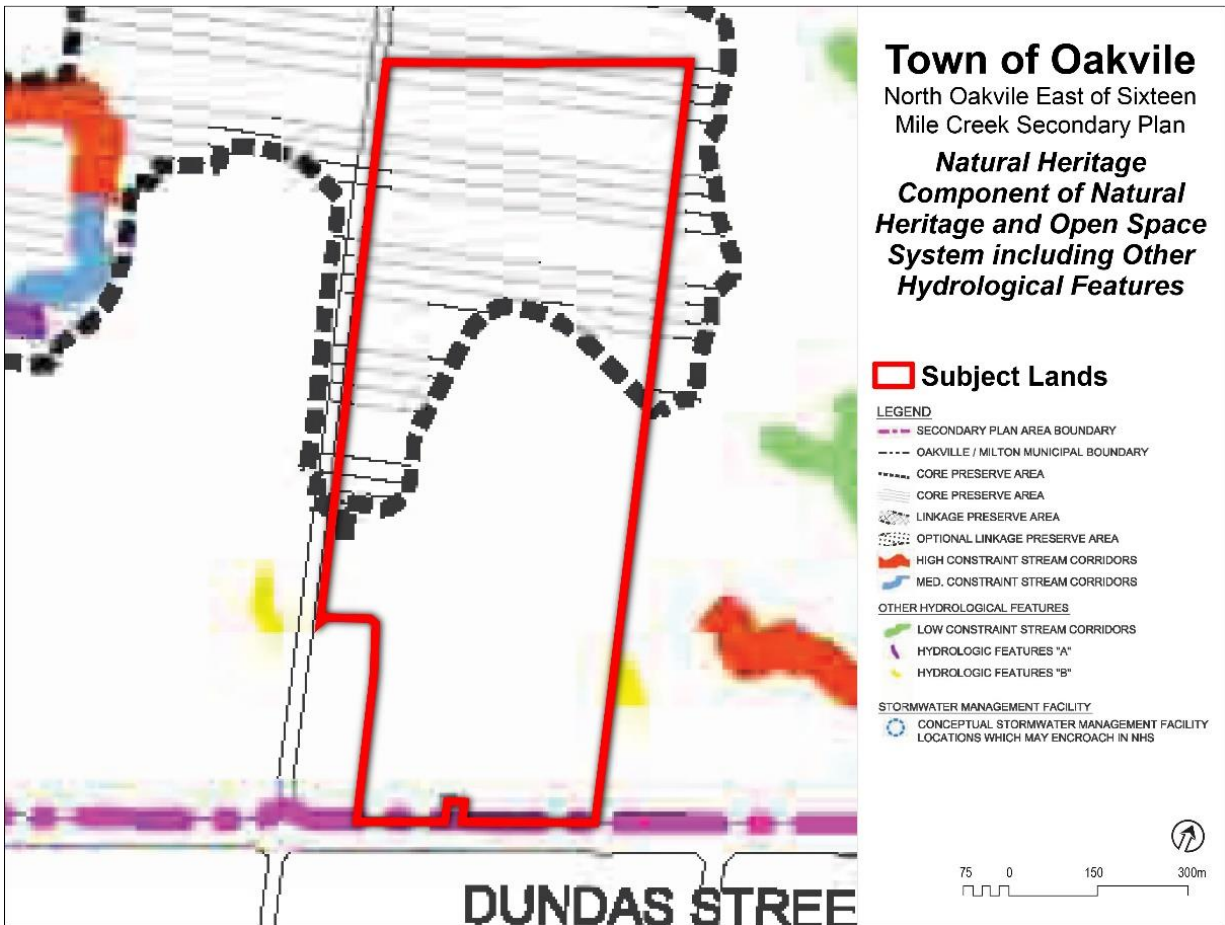 Town of Oakvile
North Oakvile East of Sixteen
Mile Creek Secondary Plan
Natural Heritage
Component of Natural
Heritage and Open Space
System including Other
Hydrological Features
Subject Lands
LEGEND
SECONDARY PLAN AREA BOUNDARY
OAKVILLE / MILTON MUNICIPAL BOUNDARY
CORE PRESERVE AREA
CORE PRESERVE AREA
LINKAGE PRESERVE AREA
OPTIONAL LINKAGE PRESERVE AREA
HIGH CONSTRAINT STREAM CORRIDORS
MED. CONSTRAINT STREAM CORRIDORS
OTHER HYDROLOGICAL FEATURES
LOW CONSTRAINT STREAM CORRIDORS
HYDROLOGIC FEATURES "A"
HYDROLOGIC FEATURES "B"
STORMWATER MANAGEMENT FACILITY
CONCEPTUAL STORMWATER MANAGEMENT FACILITY
LOCATIONS WHICH MAY ENCROACH IN NHS
75 0 150 300m
DUNDAS STREE